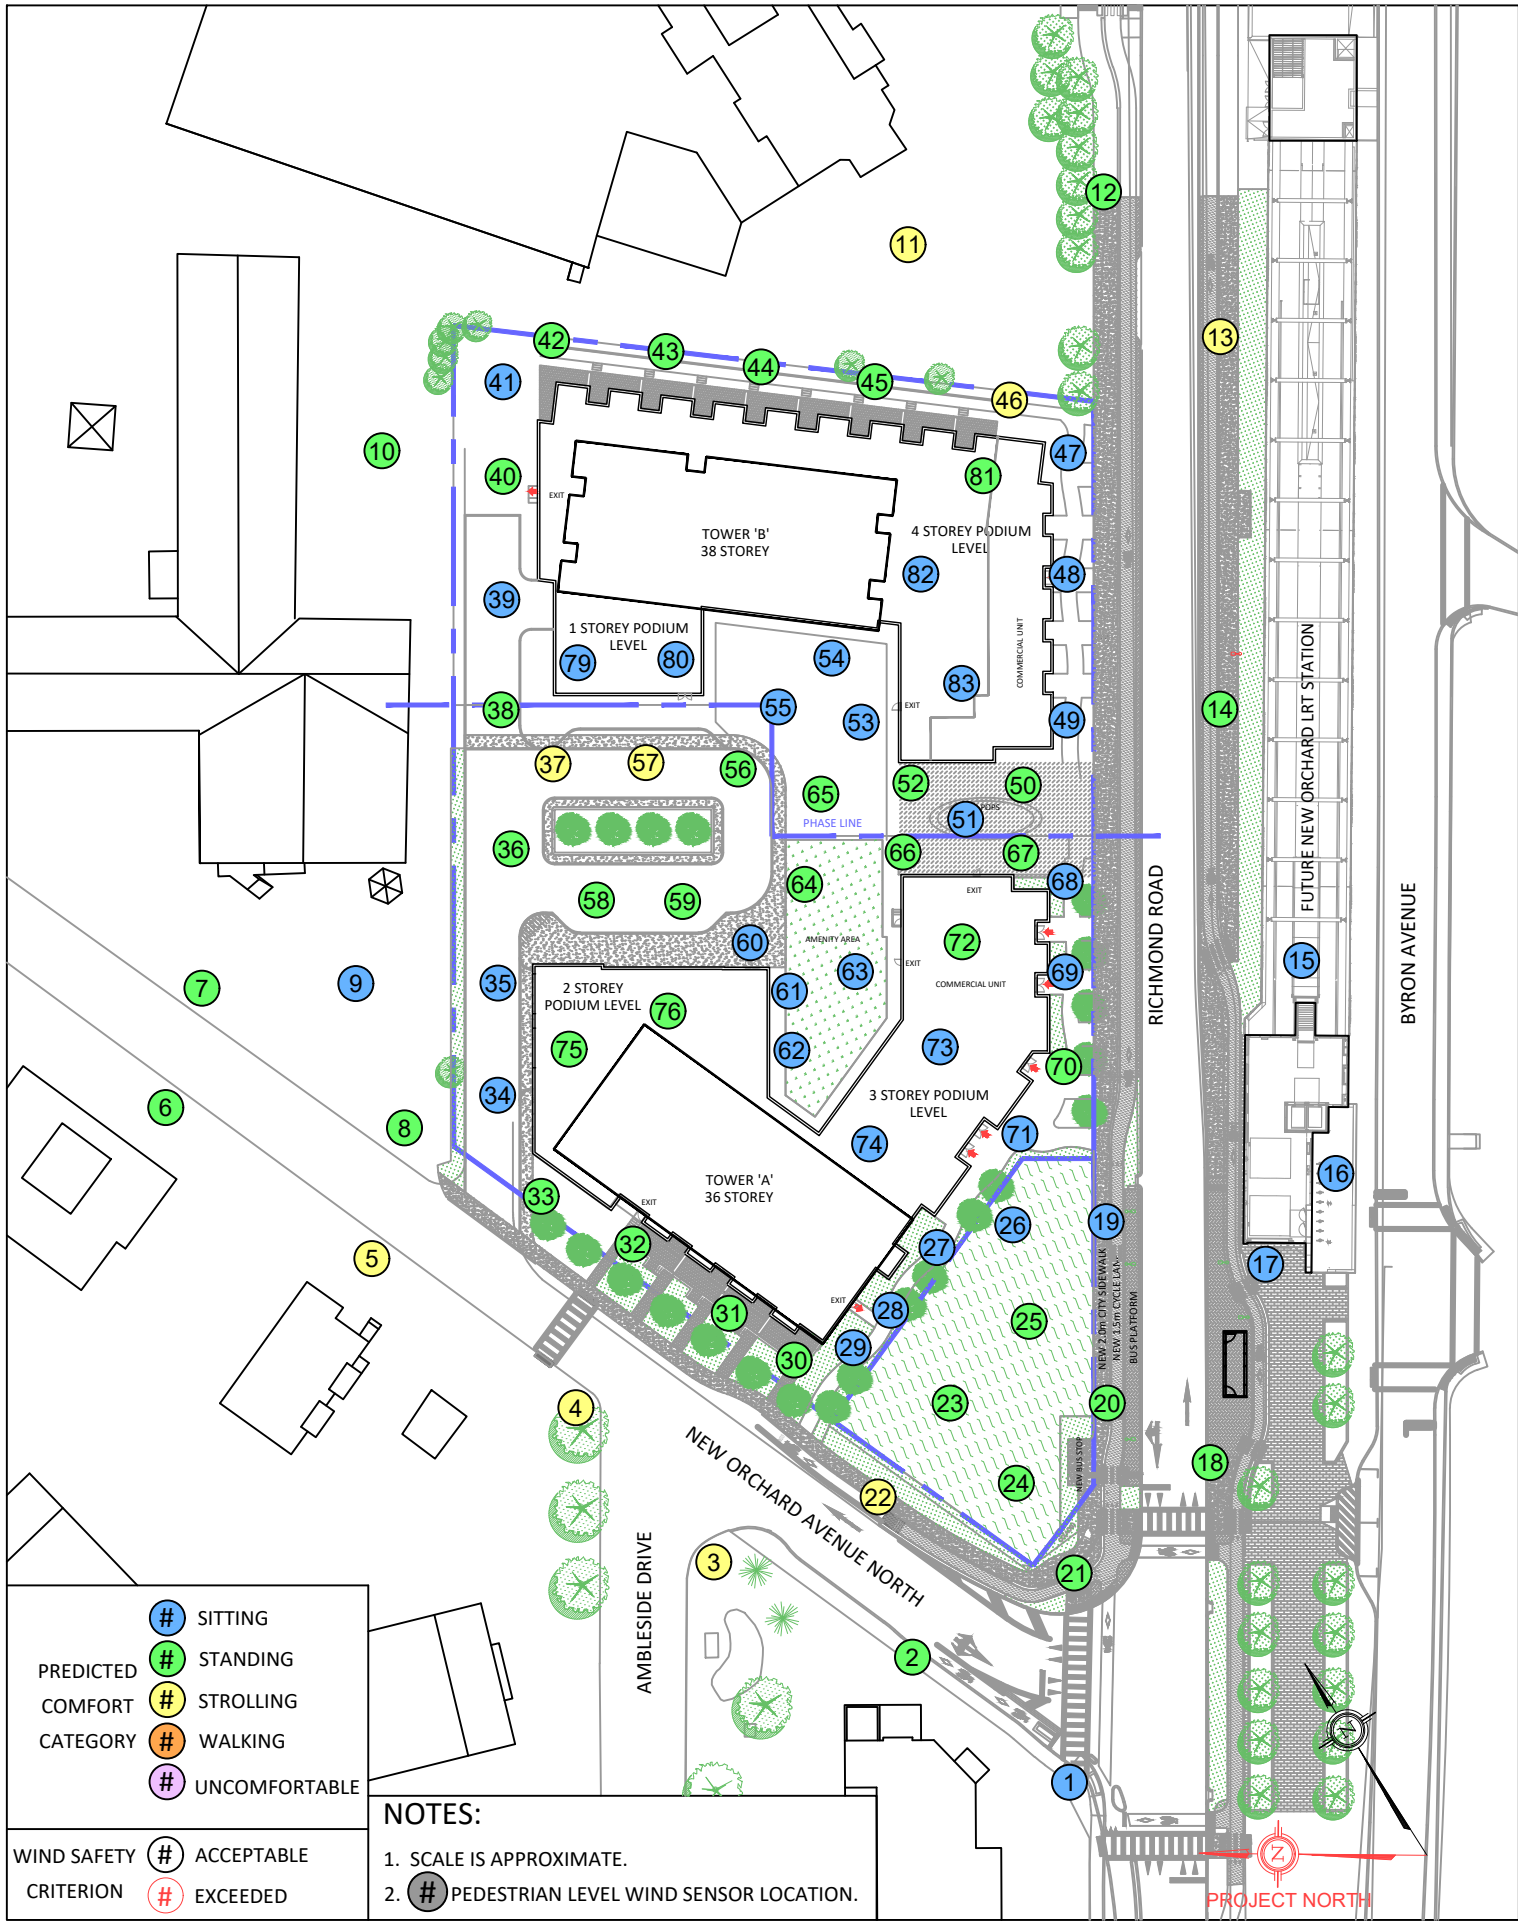 12
11
13
42
43
44
45
46
41
47
10
40
EXIT
81
TOWER 'B'
38 STOREY
4 STOREY PODIUM
LEVEL
82
48
39
1 STOREY PODIUM
LEVEL
79
80
54
83
COMMERCIAL UNIT
FUTURE NEW ORCHARD LRT STATION
38
55
53
EXIT
49
14
37
57
56
65
52
50
51
POPS
PHASE LINE
36
66
67
64
EXIT
68
58
59
60
AMENITY AREA
72
EXIT
COMMERCIAL UNIT
69
RICHMOND ROAD
BYRON AVENUE
15
7
9
35
2 STOREY
PODIUM LEVEL
76
61
63
75
62
73
70
6
8
34
3 STOREY PODIUM
LEVEL
74
71
16
TOWER 'A'
36 STOREY
EXIT
33
32
5
27
26
19
17
31
EXIT
28
25
NEW 2.0m CITY SIDEWALK
NEW 1.5m CYCLE LANE
BUS PLATFORM
30
29
4
23
20
NEW BUS STOP
18
22
24
NEW ORCHARD AVENUE NORTH
AMBLESIDE DRIVE
3
21
2
1
PREDICTED
COMFORT
CATEGORY
# SITTING
# STANDING
# STROLLING
# WALKING
# UNCOMFORTABLE
WIND SAFETY
CRITERION
# ACCEPTABLE
# EXCEEDED
NOTES:
1. SCALE IS APPROXIMATE.
2. # PEDESTRIAN LEVEL WIND SENSOR LOCATION.
N
N
PROJECT NORTH